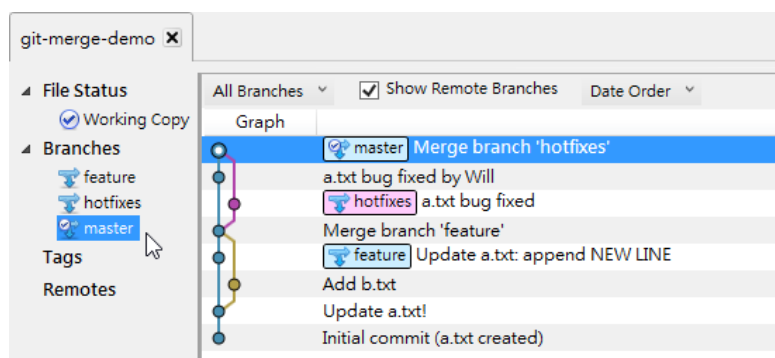 git-merge-demo
File Status
Working Copy
Branches
feature
hotfixes
master
Tags
Remotes
All Branches Show Remote Branches Date Order
Graph
master Merge branch 'hotfixes'
a.txt bug fixed by Will
hotfixes a.txt bug fixed
Merge branch 'feature'
feature Update a.txt: append NEW LINE
Add b.txt
Update a.txt!
Initial commit (a.txt created)